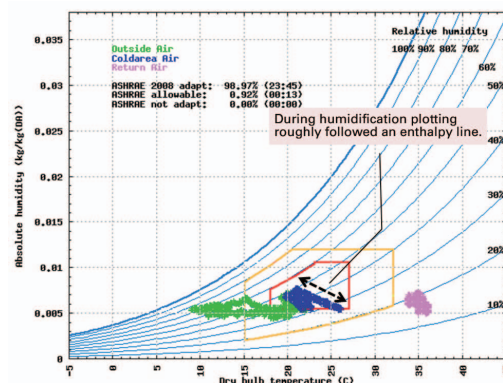 Relative humidity
100% 90% 80% 70%
60%
50%
40%
30%
20%
10%
Outside Air
Coldarea Air
Return Air
ASHRAE 2008 adapt: 98.97% (23:45)
ASHRAE allowable: 0.92% (00:13)
ASHRAE not adapt: 0.00% (00:00)
During humidification plotting
roughly followed an enthalpy line.
Absolute humidity (kg/kg(DA))
0.035
0.03
0.025
0.02
0.015
0.01
0.005
0
-5 0 5 10 15 20 25 30 35 40 45
Dry bulb temperature (C)